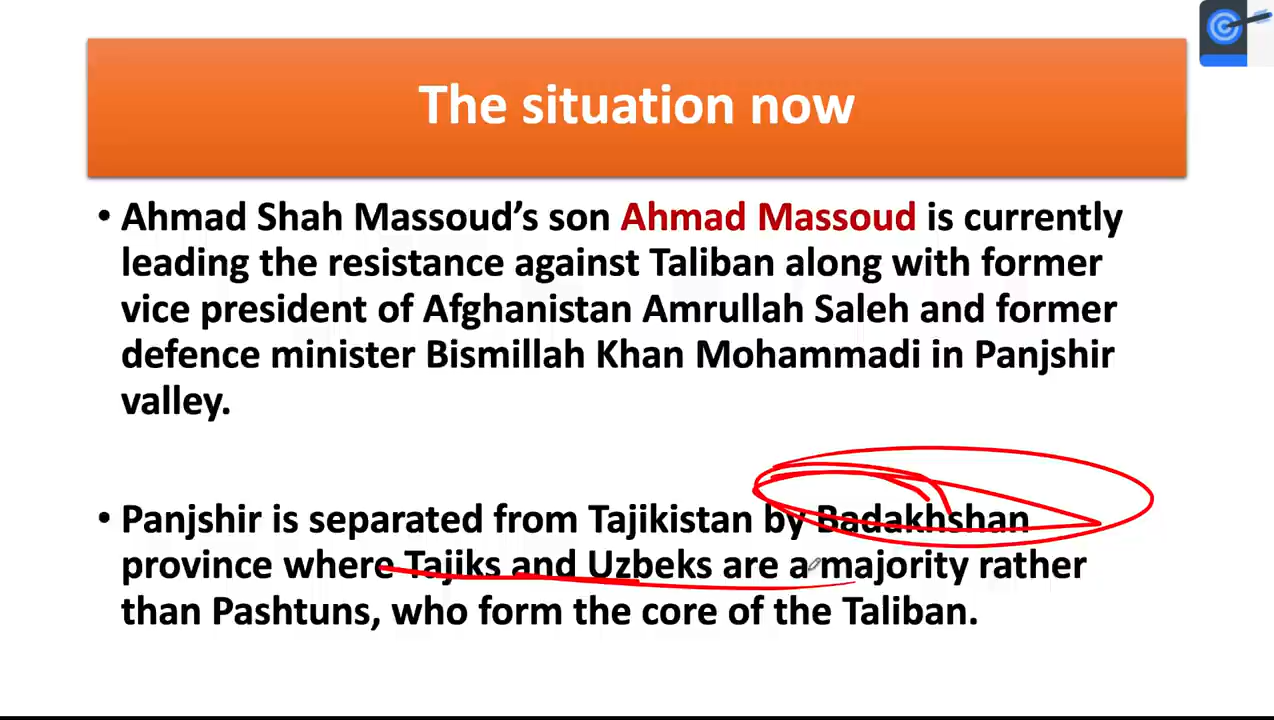 The situation now
• Ahmad Shah Massoud’s son Ahmad Massoud is currently
leading the resistance against Taliban along with former
vice president of Afghanistan Amrullah Saleh and former
defence minister Bismillah Khan Mohammadi in Panjshir
valley.
• Panjshir is separated from Tajikistan by Badakhshan
province where Tajiks and Uzbeks are a majority rather
than Pashtuns, who form the core of the Taliban.